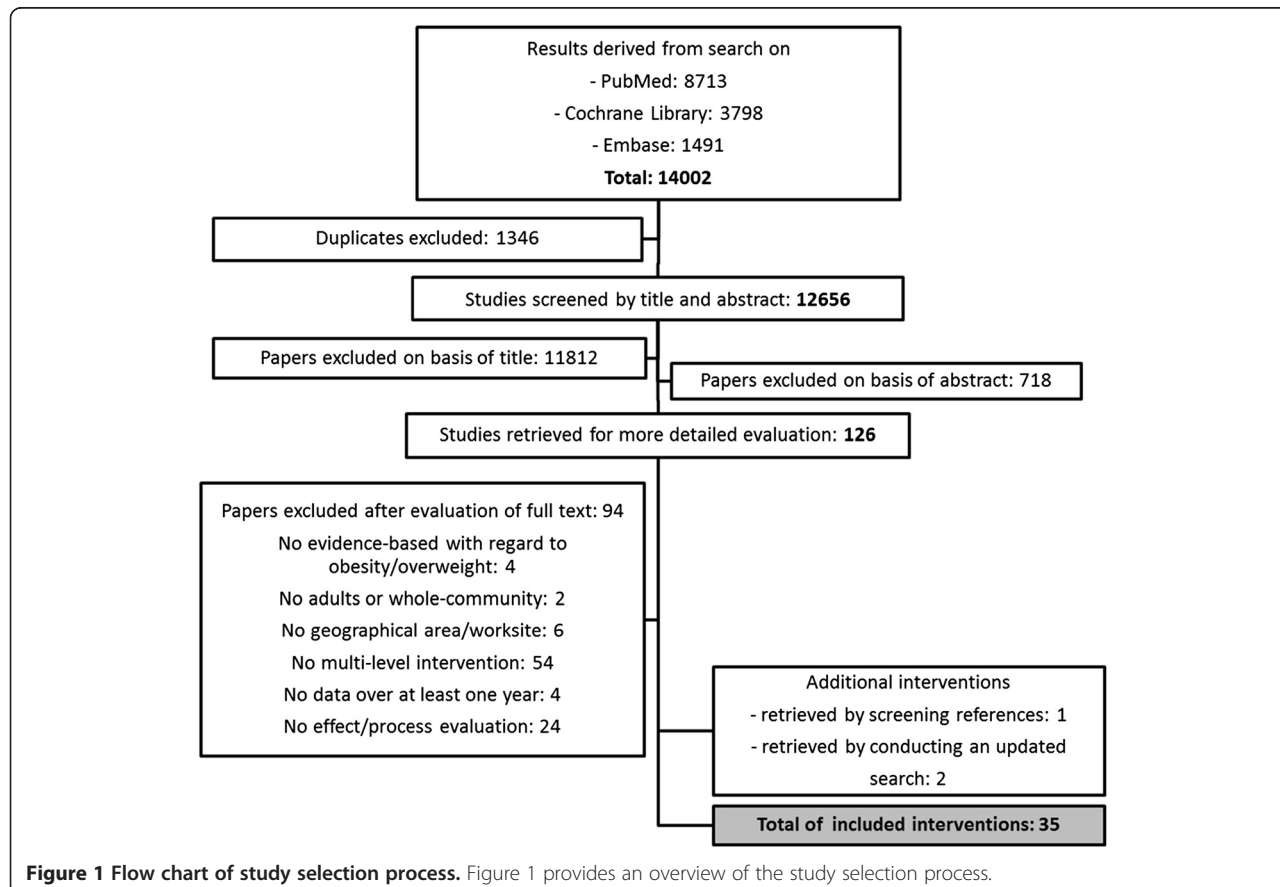 Results derived from search on
- PubMed: 8713
- Cochrane Library: 3798
- Embase: 1491
Total: 14002
Duplicates excluded: 1346
Studies screened by title and abstract: 12656
Papers excluded on basis of title: 11812
Papers excluded on basis of abstract: 718
Studies retrieved for more detailed evaluation: 126
Papers excluded after evaluation of full text: 94
No evidence-based with regard to
obesity/overweight: 4
No adults or whole-community: 2
No geographical area/worksite: 6
No multi-level intervention: 54
No data over at least one year: 4
No effect/process evaluation: 24
Additional interventions
- retrieved by screening references: 1
- retrieved by conducting an updated
search: 2
Total of included interventions: 35
Figure 1 Flow chart of study selection process. Figure 1 provides an overview of the study selection process.